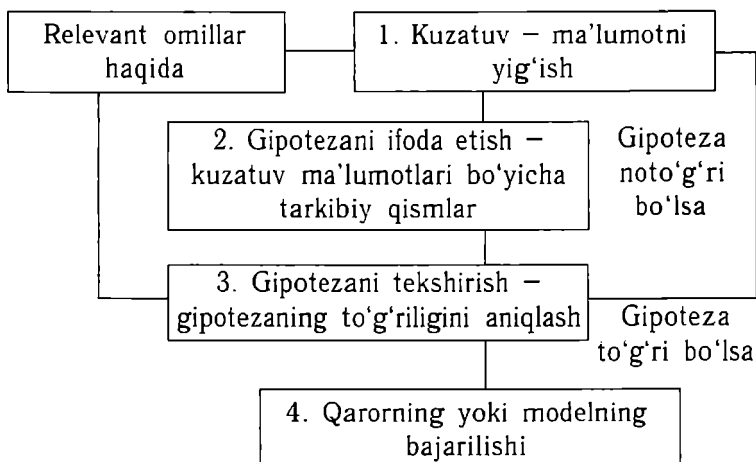 Relevant omillar
haqida
1. Kuzatuv – ma'lumotni
yig‘ish
2. Gipotezani ifoda etish –
kuzatuv ma'lumotlari bo‘yicha
tarkibiy qismlar
Gipoteza
noto‘g‘ri
bo‘lsa
3. Gipotezani tekshirish –
gipotezaning to‘g‘riligini aniqlash
Gipoteza
to‘g‘ri bo‘lsa
4. Qarorning yoki modelning
bajarilishi